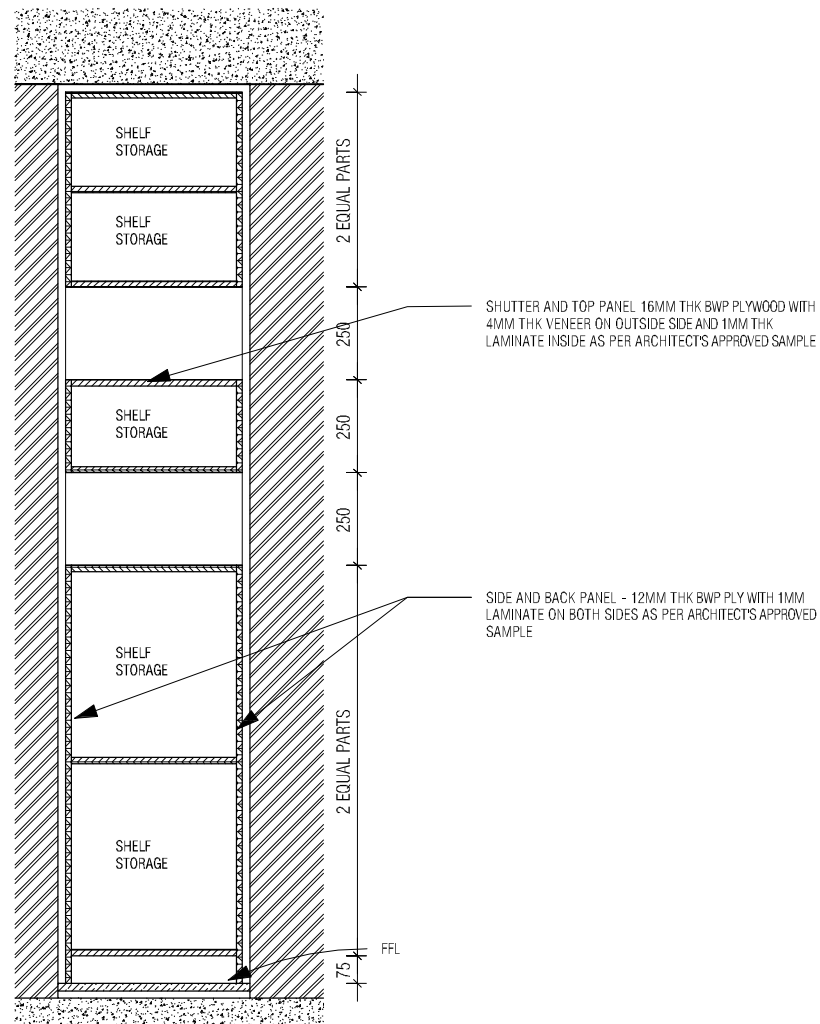 SHELF
STORAGE
2 EQUAL PARTS
SHELF
STORAGE
SHUTTER AND TOP PANEL 16MM THK BWP PLYWOOD WITH
4MM THK VENEER ON OUTSIDE SIDE AND 1MM THK
LAMINATE INSIDE AS PER ARCHITECT'S APPROVED SAMPLE
250
SHELF
STORAGE
250
250
SIDE AND BACK PANEL - 12MM THK BWP PLY WITH 1MM
LAMINATE ON BOTH SIDES AS PER ARCHITECT'S APPROVED
SAMPLE
SHELF
STORAGE
2 EQUAL PARTS
SHELF
STORAGE
FFL
75